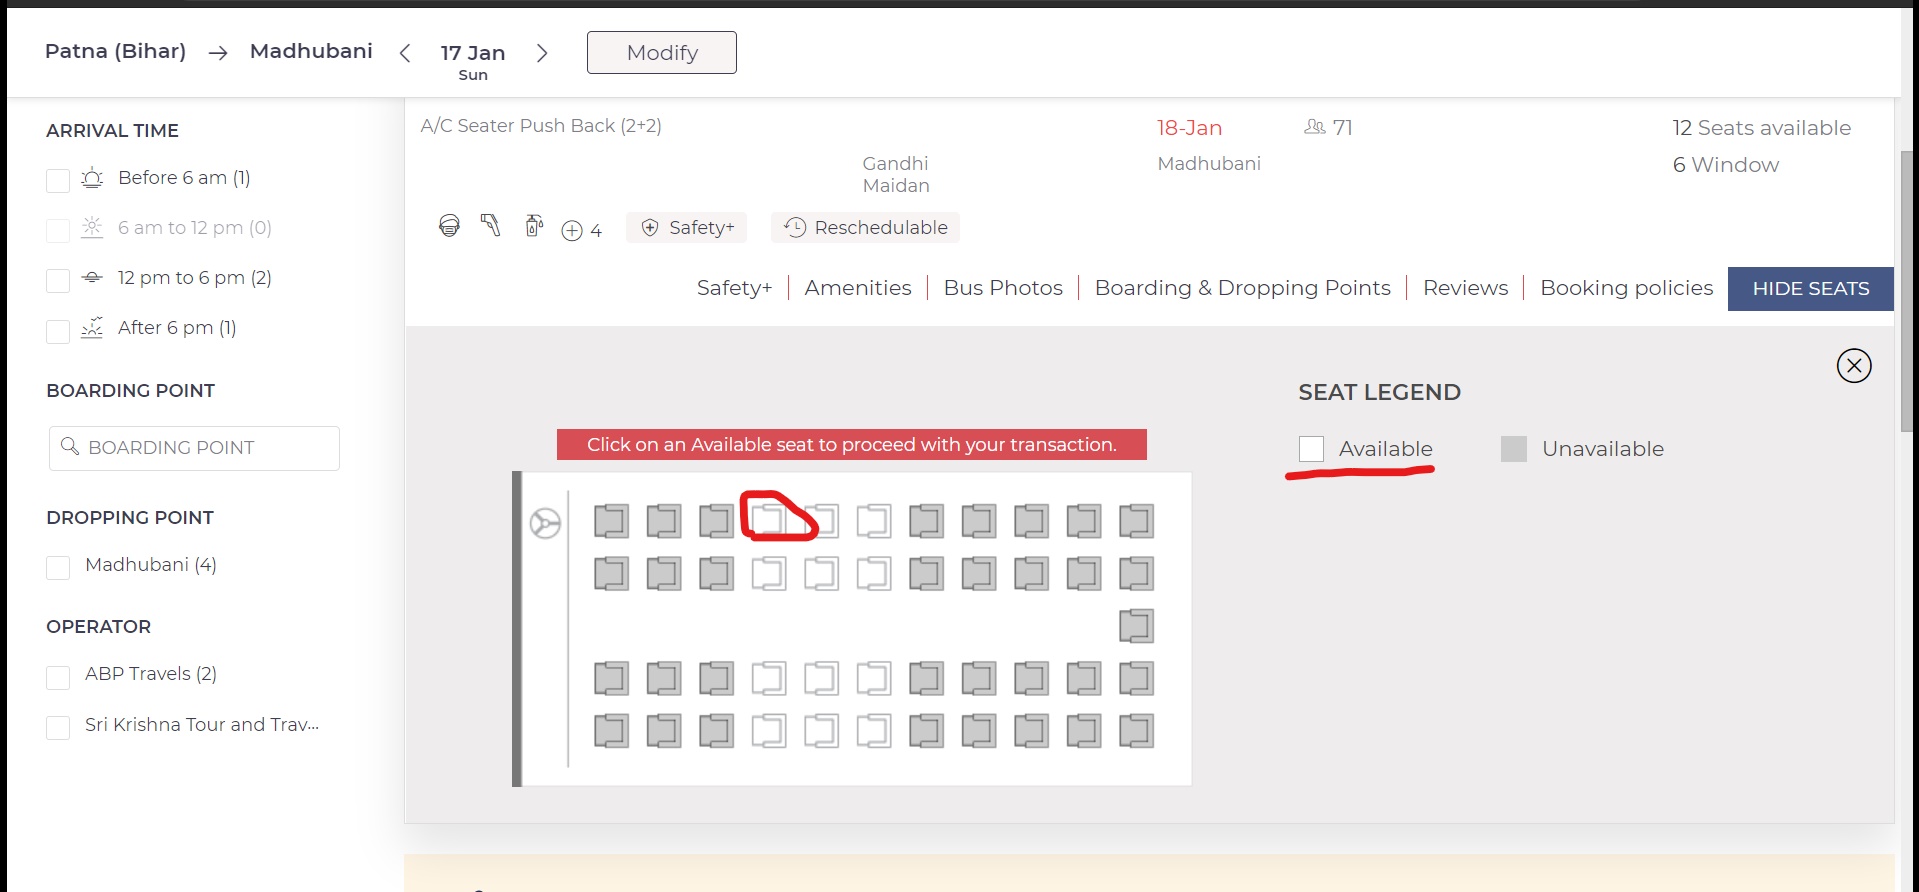 Patna (Bihar) → Madhubani < 17 Jan > Modify
Sun
ARRIVAL TIME
Before 6 am (1)
6 am to 12 pm (0)
12 pm to 6 pm (2)
After 6 pm (1)
BOARDING POINT
BOARDING POINT
DROPPING POINT
Madhubani (4)
OPERATOR
ABP Travels (2)
Sri Krishna Tour and Trav...
A/C Seater Push Back (2+2)
18-Jan
71
12 Seats available
Gandhi
Maidan
Madhubani
6 Window
4
Safety+
Reschedulable
Safety+ | Amenities | Bus Photos | Boarding & Dropping Points | Reviews | Booking policies
HIDE SEATS
SEAT LEGEND
Click on an Available seat to proceed with your transaction.
Available
Unavailable